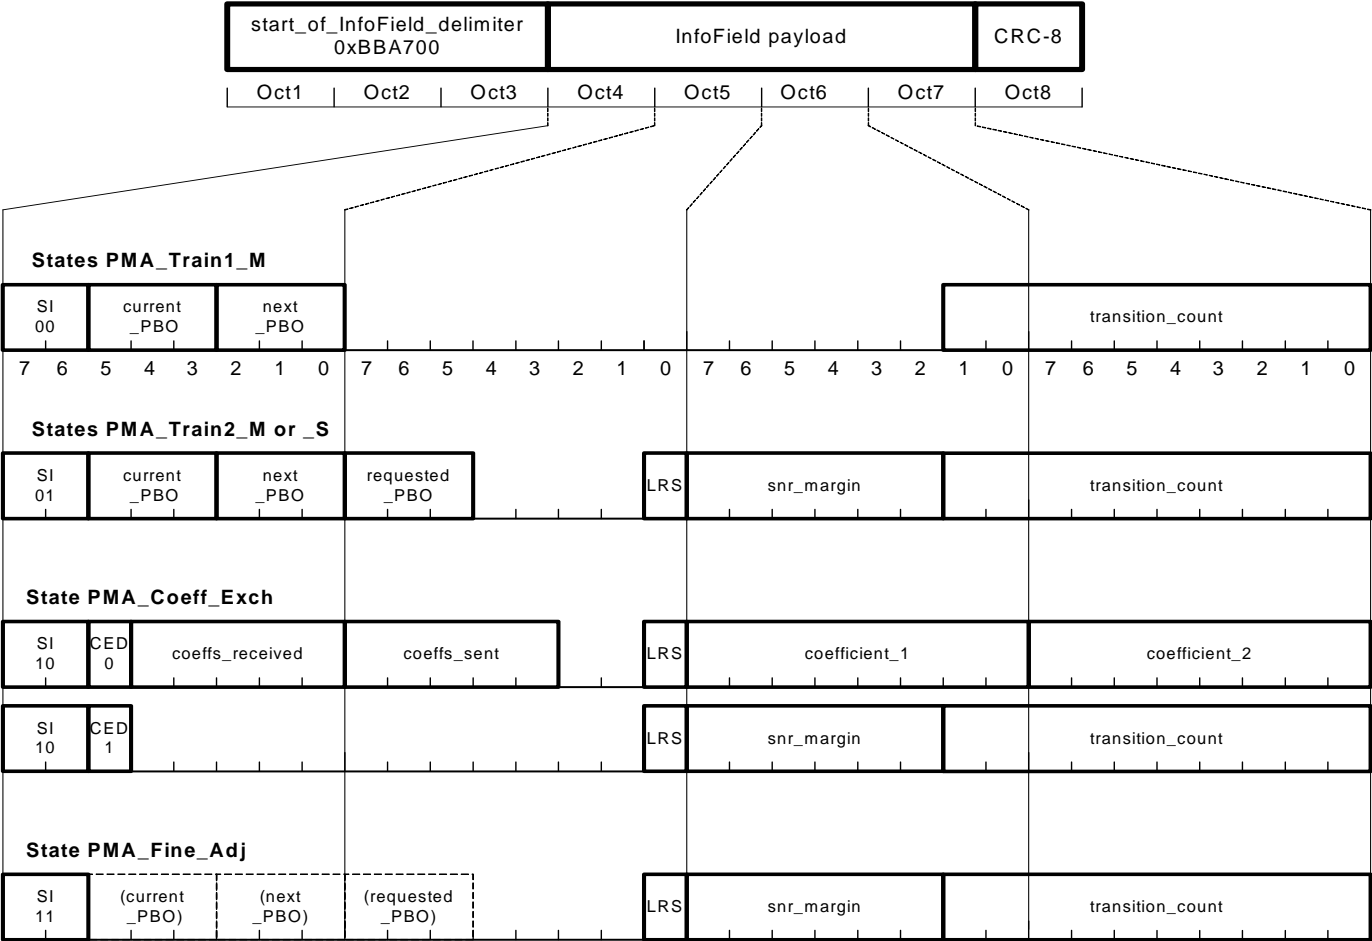 start_of_InfoField_delimiter
0xBBA700
InfoField payload
CRC-8
Oct1 Oct2 Oct3 Oct4 Oct5 Oct6 Oct7 Oct8
States PMA_Train1_M
SI
00
current
_PBO
next
_PBO
transition_count
7 6 5 4 3 2 1 0 7 6 5 4 3 2 1 0 7 6 5 4 3 2 1 0 7 6 5 4 3 2 1 0
States PMA_Train2_M or _S
SI
01
current
_PBO
next
_PBO
requested
_PBO
LRS
snr_margin
transition_count
State PMA_Coeff_Exch
SI
10
CED
0
coeffs_received
coeffs_sent
LRS
coefficient_1
coefficient_2
SI
10
CED
1
LRS
snr_margin
transition_count
State PMA_Fine_Adj
SI
11
(current
_PBO)
(next
_PBO)
(requested
_PBO)
LRS
snr_margin
transition_count